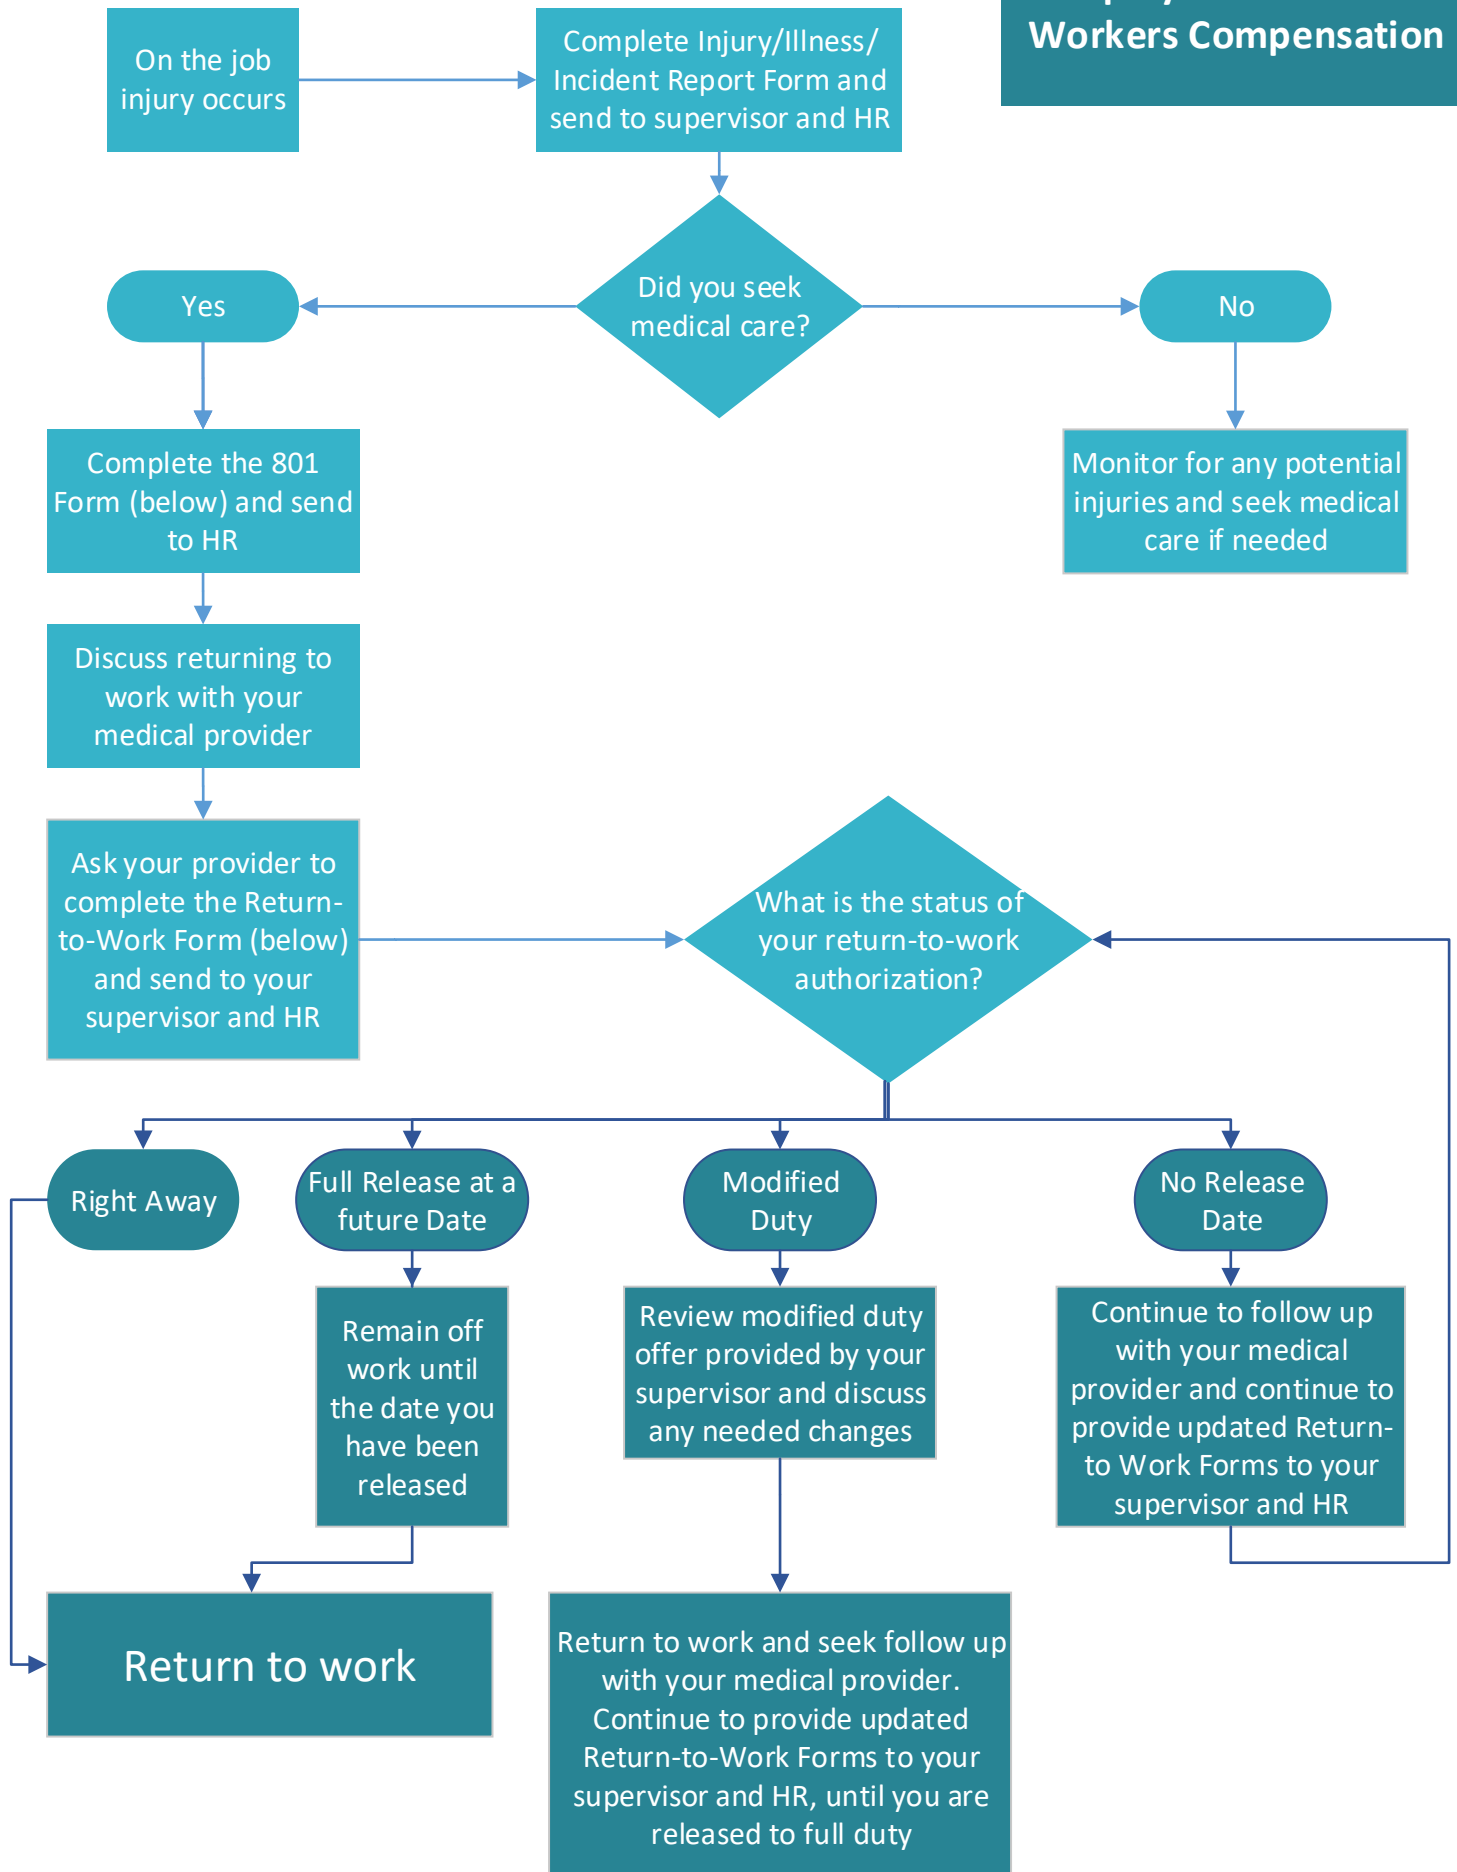 Workers Compensation
On the job
injury occurs
Complete Injury/Illness/
Incident Report Form and
send to supervisor and HR
Did you seek
medical care?
Yes
No
Complete the 801
Form (below) and send
to HR
Monitor for any potential
injuries and seek medical
care if needed
Discuss returning to
work with your
medical provider
Ask your provider to
complete the Return-
to-Work Form (below)
and send to your
supervisor and HR
What is the status of
your return-to-work
authorization?
Right Away
Full Release at a
future Date
Modified
Duty
No Release
Date
Remain off
work until
the date you
have been
released
Review modified duty
offer provided by your
supervisor and discuss
any needed changes
Continue to follow up
with your medical
provider and continue to
provide updated Return-
to Work Forms to your
supervisor and HR
Return to work
Return to work and seek follow up
with your medical provider.
Continue to provide updated
Return-to-Work Forms to your
supervisor and HR, until you are
released to full duty